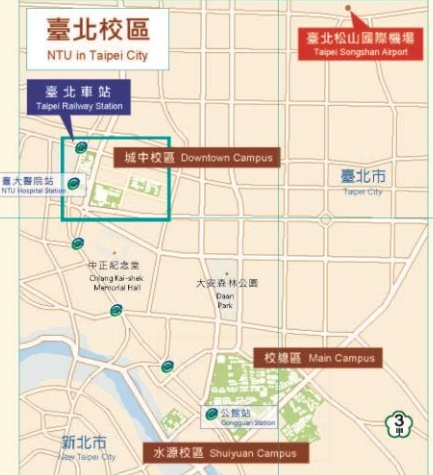 臺北校區
NTU in Taipei City
臺北松山國際機場
Taipei Songshan Airport
臺北車站
Taipei Railway Station
城中校區 Downtown Campus
臺大醫院站
NTU Hospital Station
臺北市
Taipei City
中正紀念堂
Chiang Kai-shek
Memorial Hall
大安森林公園
Daan
Park
校總區 Main Campus
公館站
Gongguan Station
3
新北市
New Taipei City
水源校區 Shuiyuan Campus